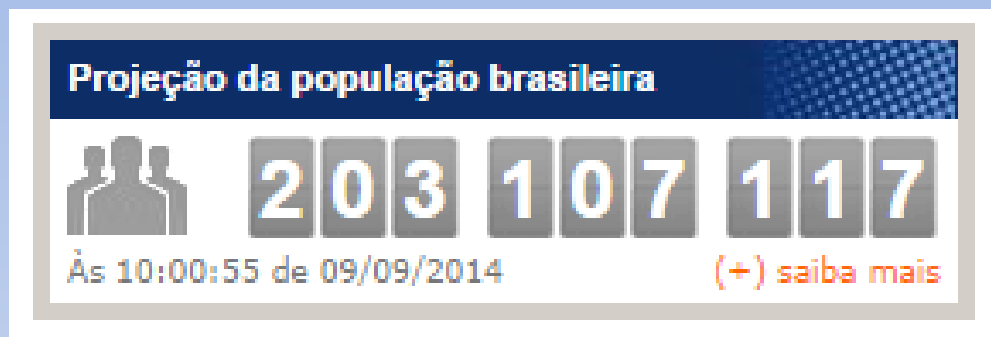 Projeção da população brasileira
203 107 117
Às 10:00:55 de 09/09/2014 (+) saiba mais